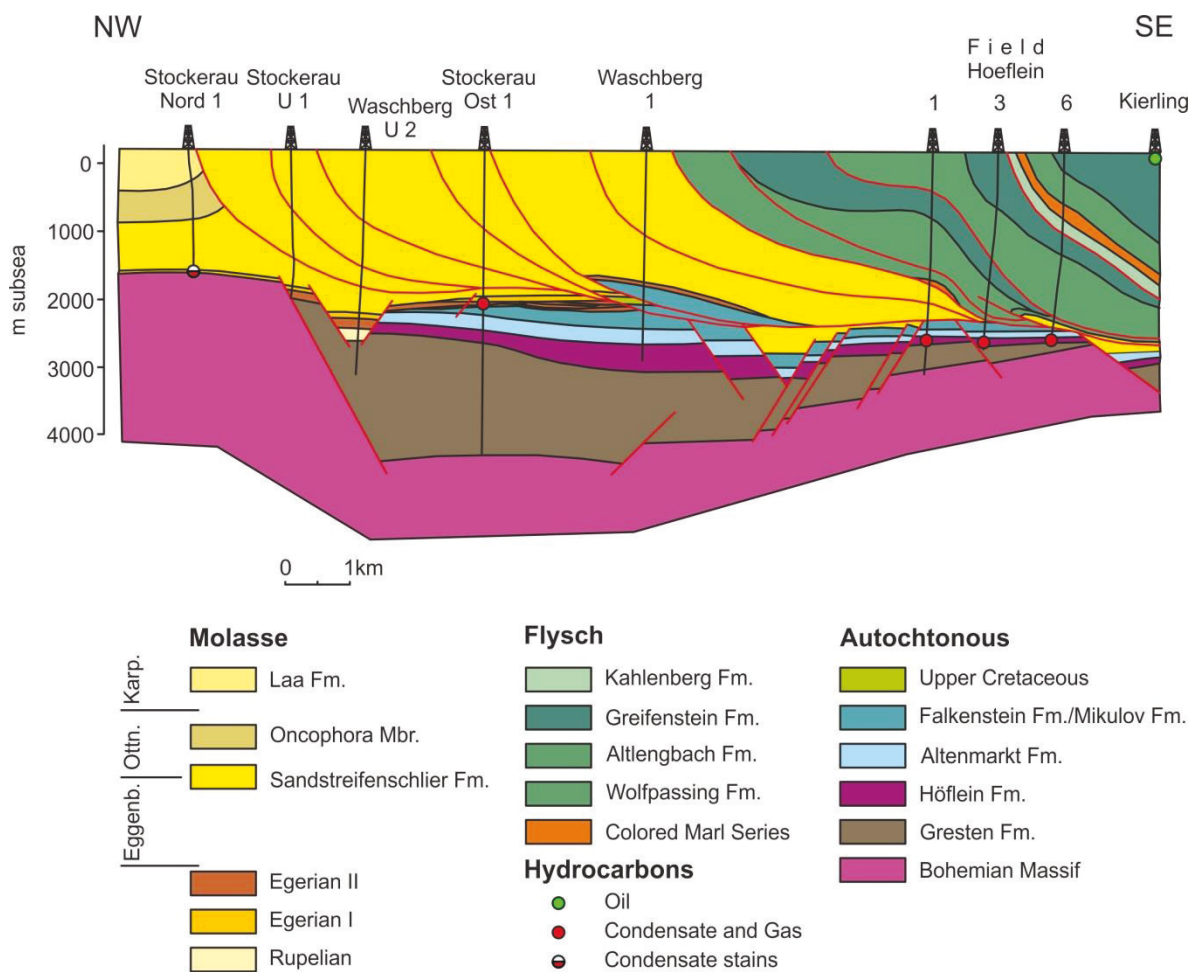 NW
SE
Stockerau
Nord 1
Stockerau
U 1
Waschberg
U 2
Stockerau
Ost 1
Waschberg
1
Field
Hoeflein
1
3
6
Kierling
m subsea
0
1000
2000
3000
4000
0
1km
Molasse
Karp.
Laa Fm.
Ottn.
Oncophora Mbr.
Sandstreifenschlier Fm.
Eggenb.
Egerian II
Egerian I
Rupelian
Flysch
Kahlenberg Fm.
Greifenstein Fm.
Altlengbach Fm.
Wolfpassing Fm.
Colored Marl Series
Hydrocarbons
Oil
Condensate and Gas
Condensate stains
Autochtonous
Upper Cretaceous
Falkenstein Fm./Mikulov Fm.
Altenmarkt Fm.
Höflein Fm.
Gresten Fm.
Bohemian Massif